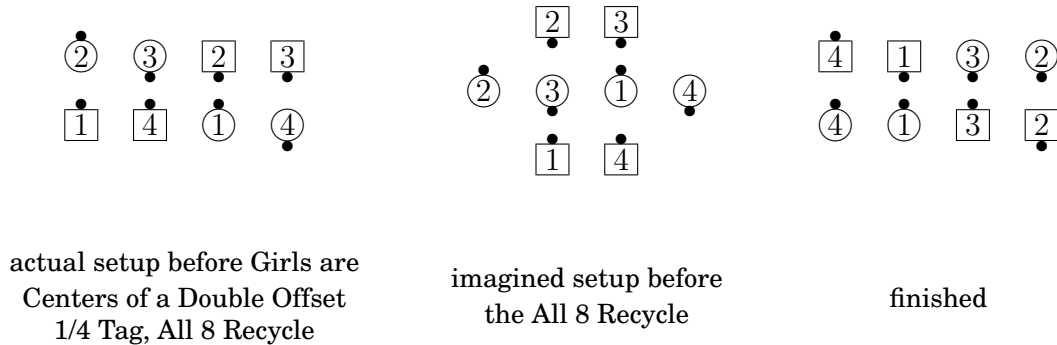 2 3
2 3 2 3
4 1 3 2
2 3 1 4
1 4 1 4
4 1 3 2
1 4
actual setup before Girls are
Centers of a Double Offset
1/4 Tag, All 8 Recycle
imagined setup before
the All 8 Recycle
finished